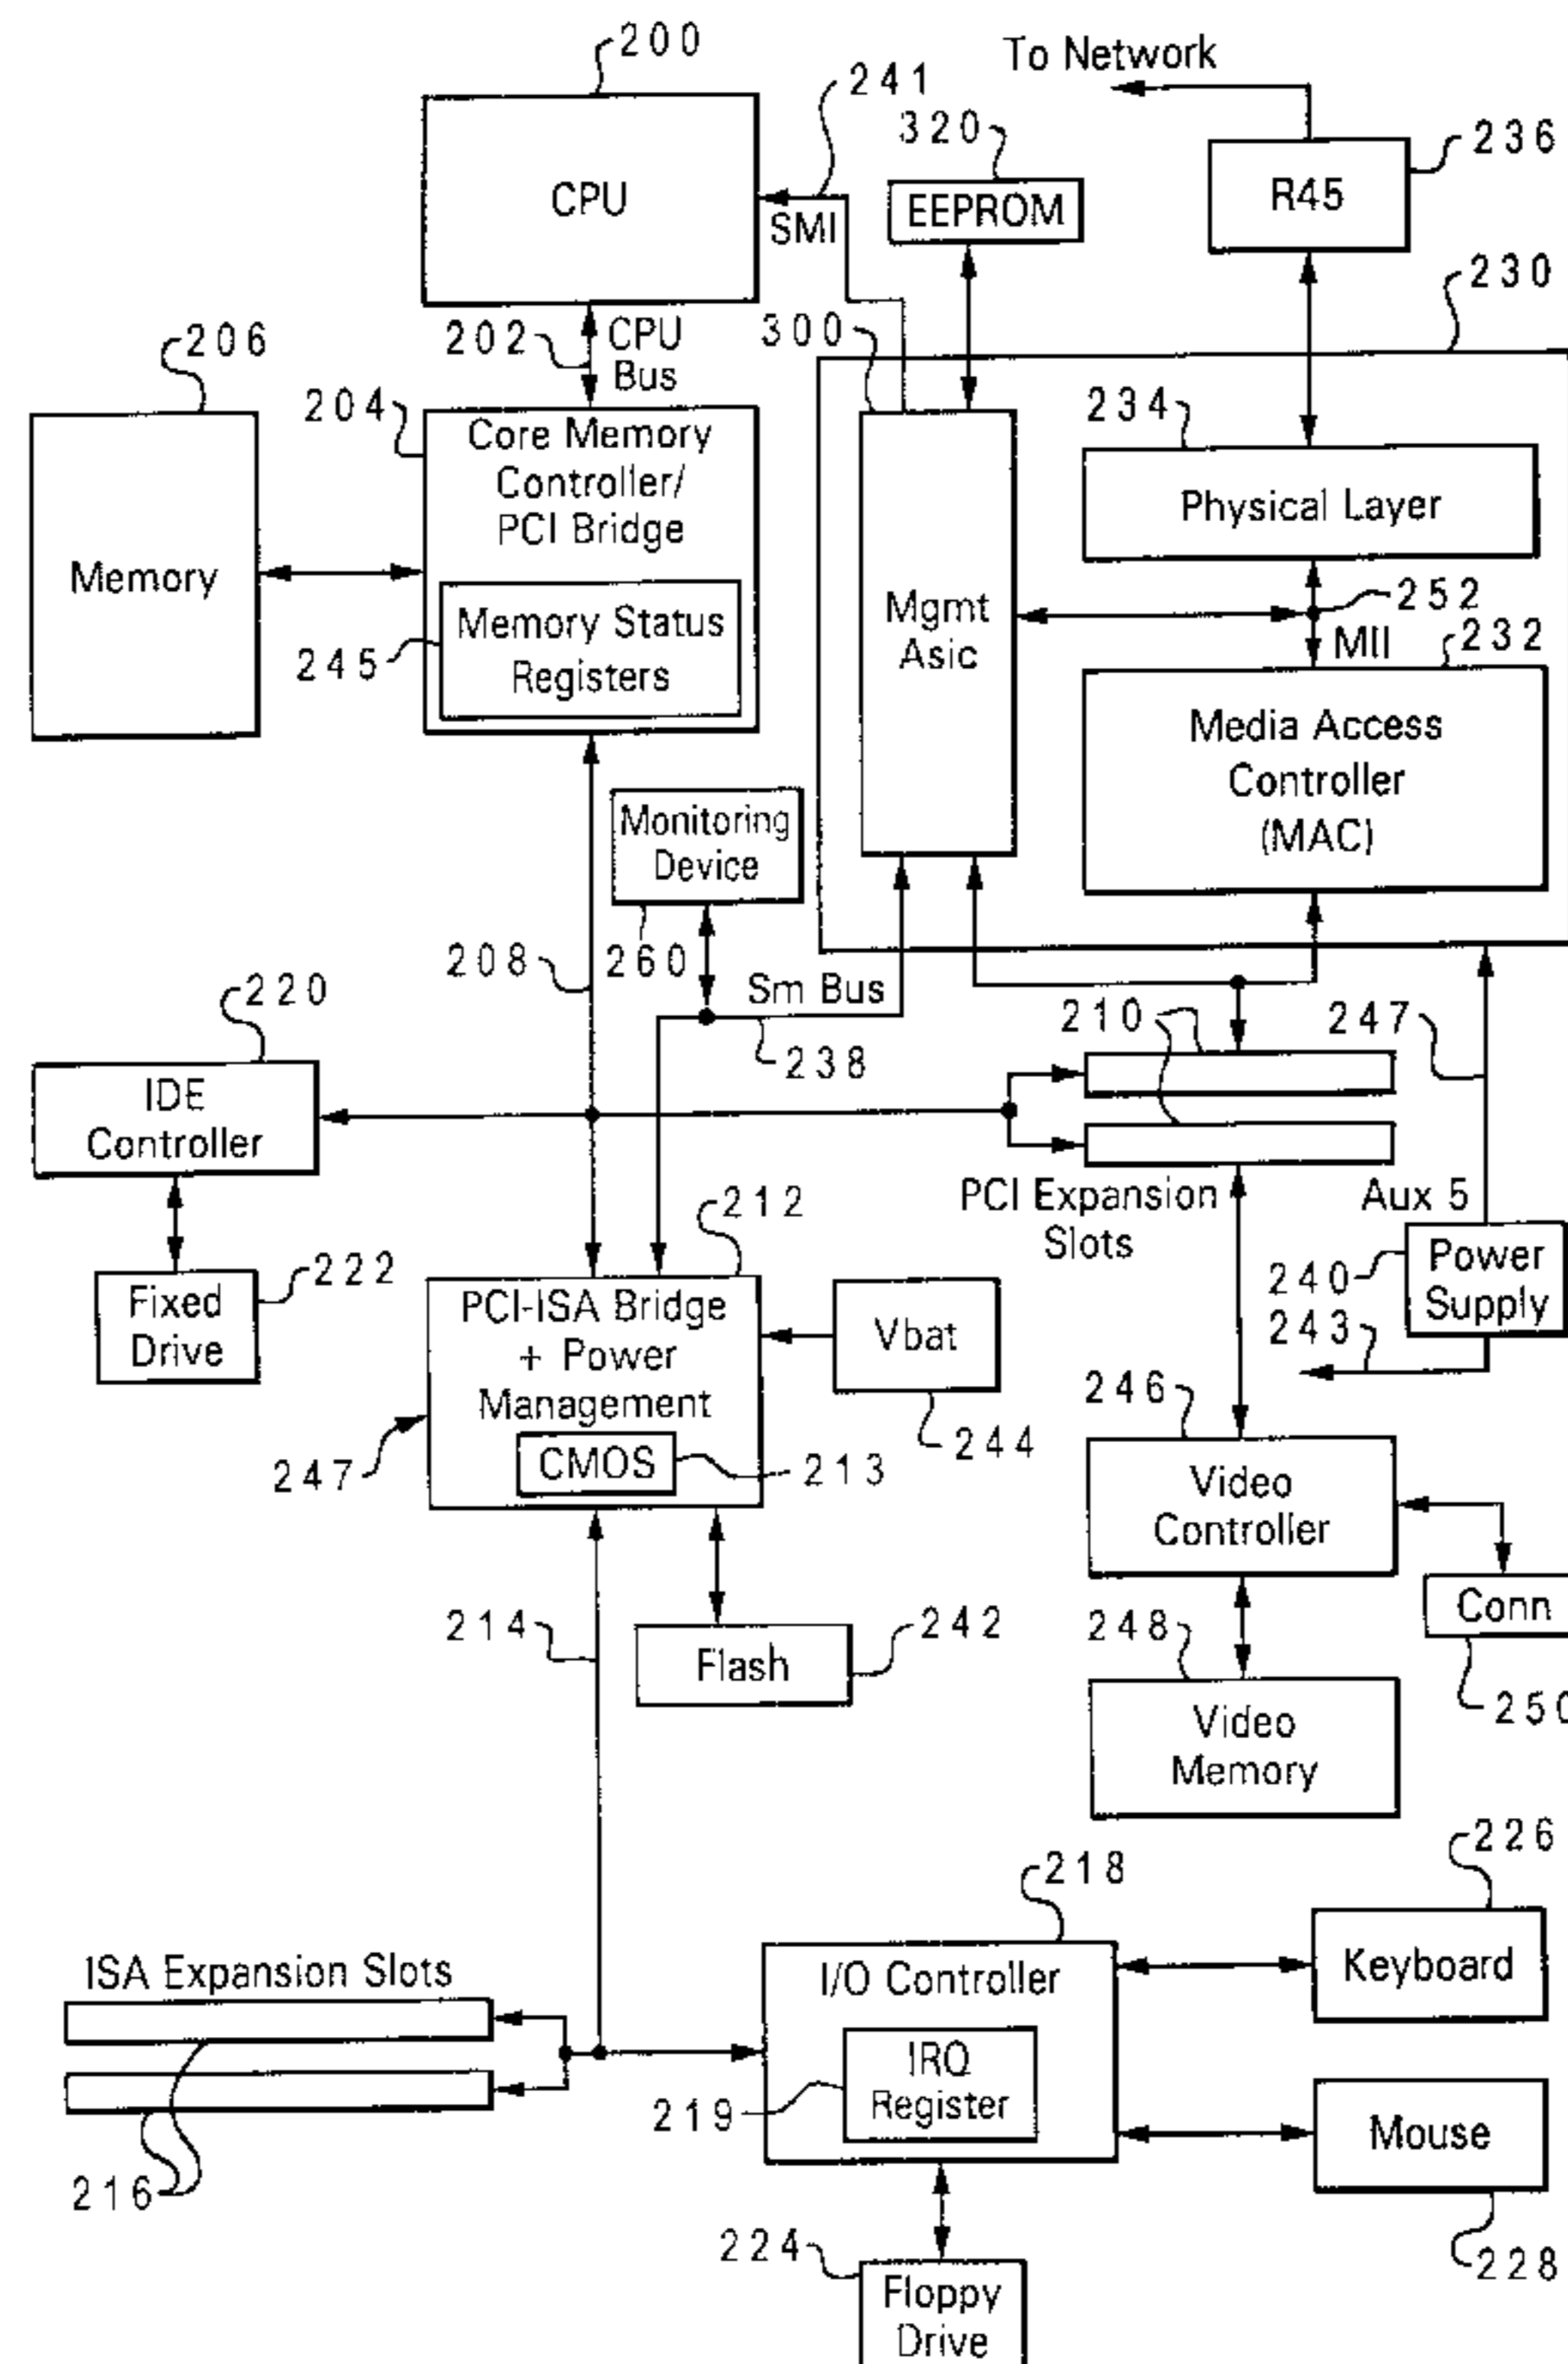 200
To Network
241
320
236
CPU
SMI
EEPROM
R45
230
206
202
CPU
Bus
300
204
Core Memory
Controller/
PCI Bridge
234
Physical Layer
Memory
Mgmt
Asic
252
MII
232
245
Memory Status
Registers
Media Access
Controller
(MAC)
Monitoring
Device
208
260
Sm Bus
238
220
210
247
IDE
Controller
PCI Expansion
Slots
Aux 5
212
222
Fixed
Drive
PCI-ISA Bridge
+ Power
Management
CMOS
213
247
Vbat
244
240
Power
Supply
243
246
Video
Controller
Conn
250
214
Flash
242
248
Video
Memory
226
218
ISA Expansion Slots
I/O Controller
Keyboard
IRQ
Register
219
Mouse
216
228
224
Floppy
Drive